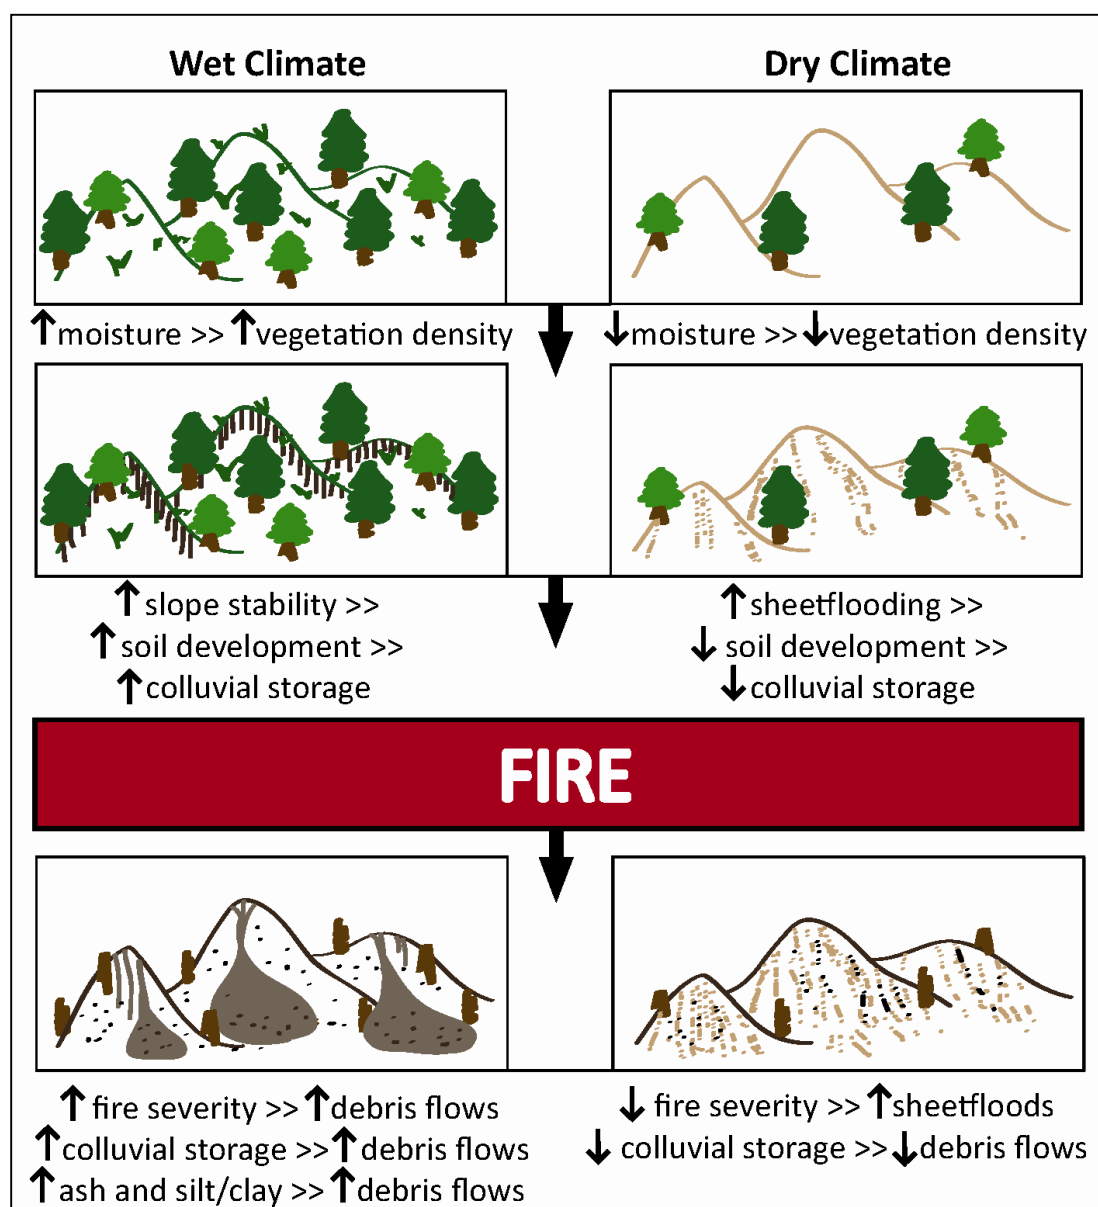 Wet Climate
Dry Climate
↑moisture >> ↑vegetation density
↓moisture >> ↓vegetation density
↑slope stability >>
↑soil development >>
↑colluvial storage
↑sheetflooding >>
↓ soil development >>
↓colluvial storage
FIRE
↑ fire severity >> ↑debris flows
↑colluvial storage >> ↑ debris flows
↑ash and silt/clay >> ↑debris flows
↓ fire severity >> ↑sheetfloods
↓ colluvial storage >> ↓debris flows